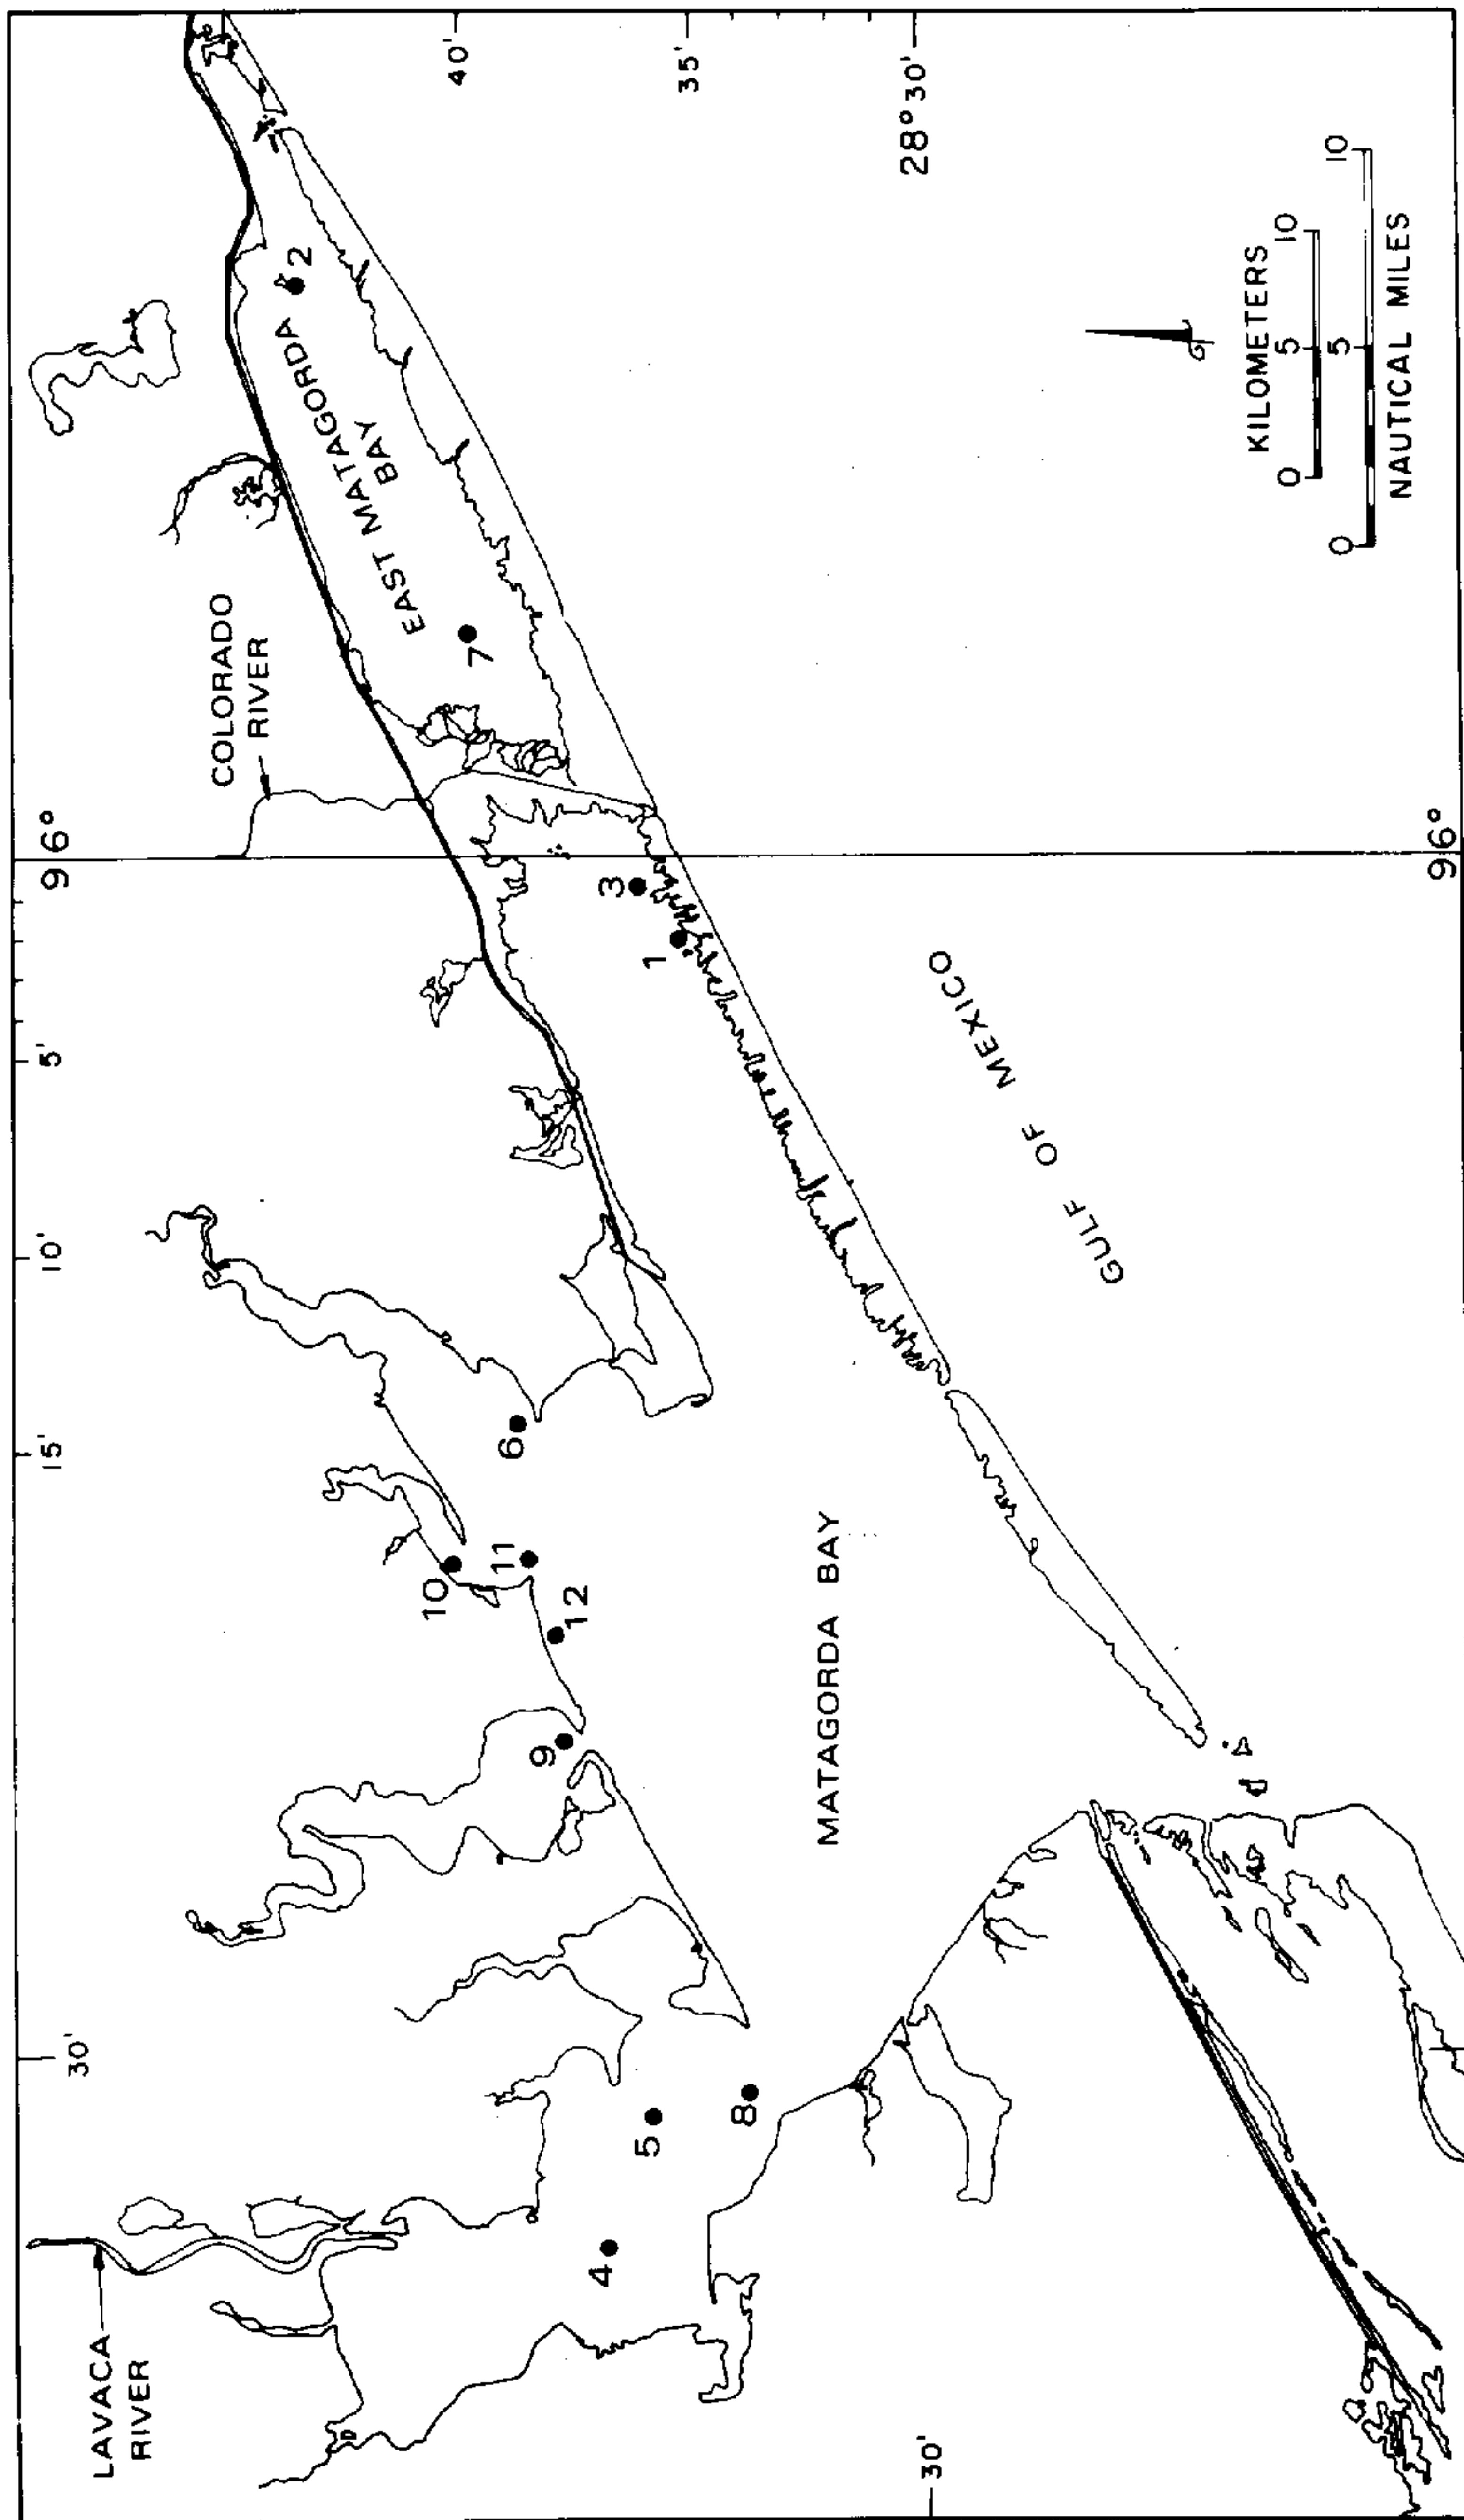 LAVACA
RIVER
30'
15'
10'
5'
96°
COLORADO
RIVER
40'
35'
28° 30'
EAST MATAGORDA
BAY
2
7
3
1
6
10
11
12
9
5
8
4
MATAGORDA BAY
GULF OF MEXICO
30'
96°
KILOMETERS
0 5 10
0 5 10
NAUTICAL MILES